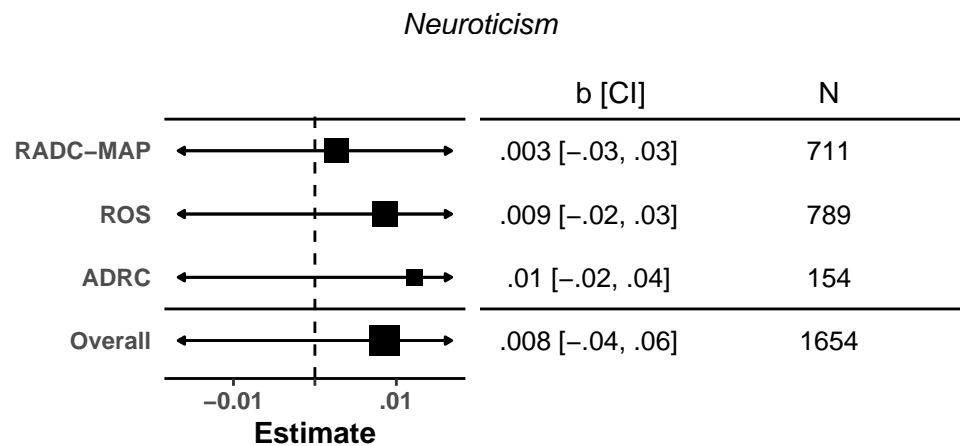 Neuroticism
b [CI] N
RADC−MAP .003 [−.03, .03] 711
ROS .009 [−.02, .03] 789
ADRC .01 [−.02, .04] 154
Overall .008 [−.04, .06] 1654
−0.01 .01
Estimate